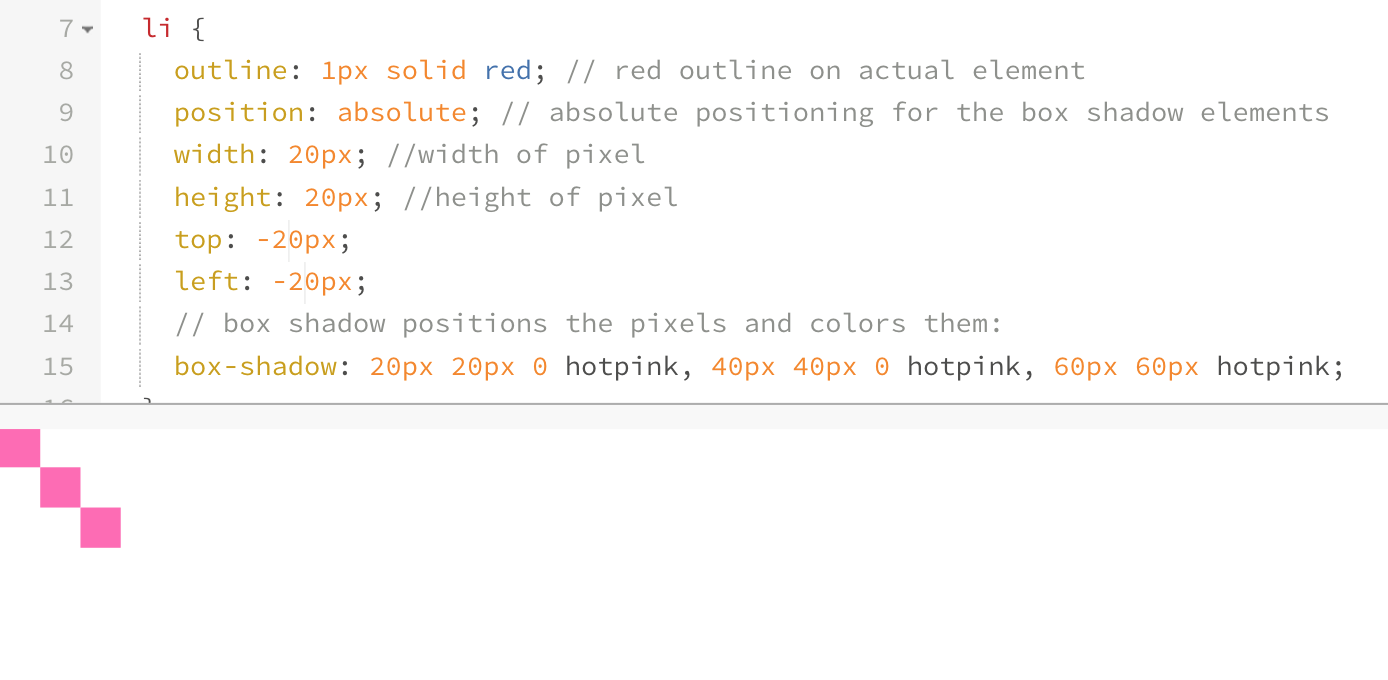 7 li {
8 outline: 1px solid red; // red outline on actual element
9 position: absolute; // absolute positioning for the box shadow elements
10 width: 20px; //width of pixel
11 height: 20px; //height of pixel
12 top: -20px;
13 left: -20px;
14 // box shadow positions the pixels and colors them:
15 box-shadow: 20px 20px 0 hotpink, 40px 40px 0 hotpink, 60px 60px hotpink;